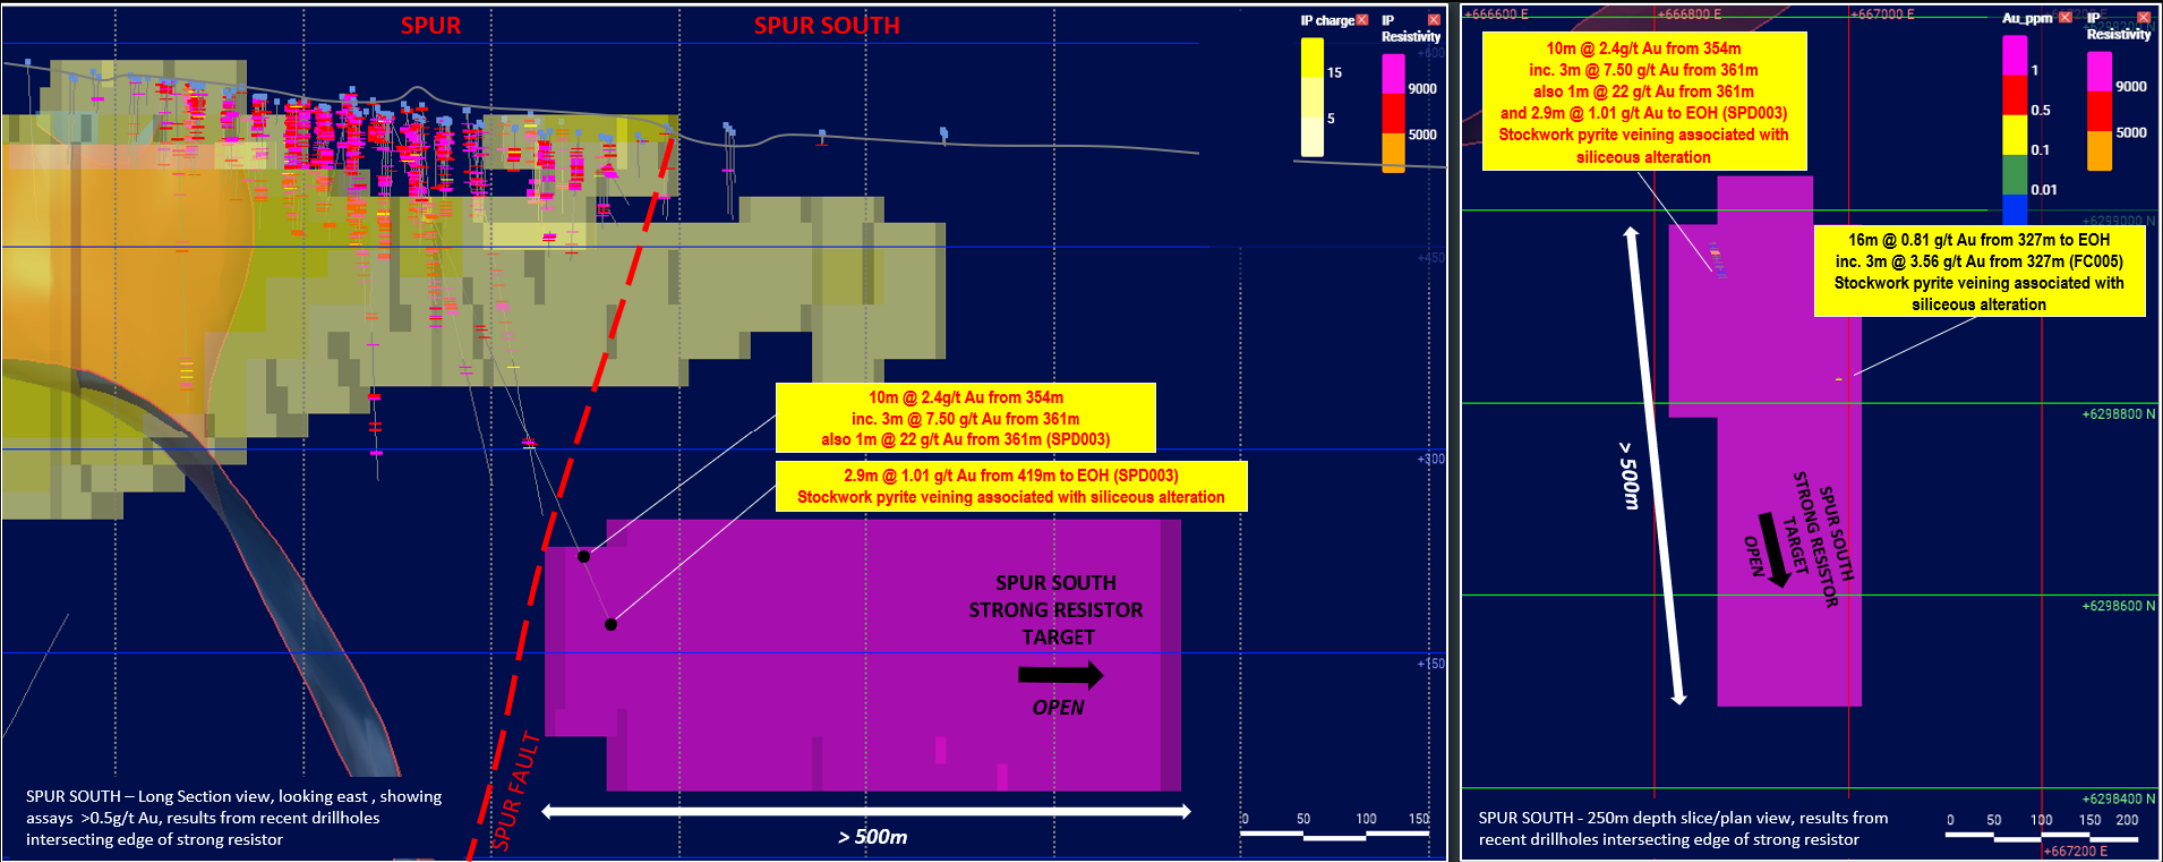 SPUR
SPUR SOUTH
IP charge
15
5
IP
Resistivity
9000
5000
+600
+450
+300
+150
10m @ 2.4g/t Au from 354m
inc. 3m @ 7.50 g/t Au from 361m
also 1m @ 22 g/t Au from 361m (SPD003)
2.9m @ 1.01 g/t Au from 419m to EOH (SPD003)
Stockwork pyrite veining associated with siliceous alteration
SPUR SOUTH
STRONG RESISTOR
TARGET
OPEN
SPUR FAULT
> 500m
0 50 100 150
SPUR SOUTH – Long Section view, looking east , showing
assays >0.5g/t Au, results from recent drillholes
intersecting edge of strong resistor
+666600 E
+666800 E
+667000 E
+667200 E
Au_ppm
1
0.5
0.1
0.01
IP
Resistivity
9000
5000
10m @ 2.4g/t Au from 354m
inc. 3m @ 7.50 g/t Au from 361m
also 1m @ 22 g/t Au from 361m
and 2.9m @ 1.01 g/t Au to EOH (SPD003)
Stockwork pyrite veining associated with
siliceous alteration
+6299000 N
16m @ 0.81 g/t Au from 327m to EOH
inc. 3m @ 3.56 g/t Au from 327m (FC005)
Stockwork pyrite veining associated with
siliceous alteration
+6298800 N
> 500m
SPUR SOUTH
STRONG RESISTOR
TARGET
OPEN
+6298600 N
+6298400 N
SPUR SOUTH - 250m depth slice/plan view, results from
recent drillholes intersecting edge of strong resistor
0 50 100 150 200
+667200 E